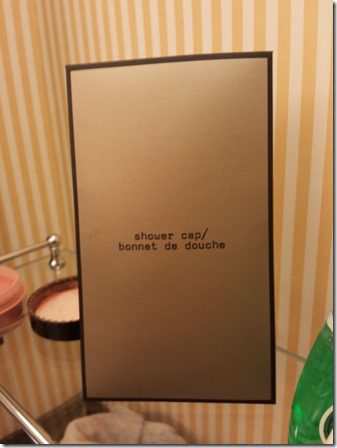 shower cap/
bonnet de douche